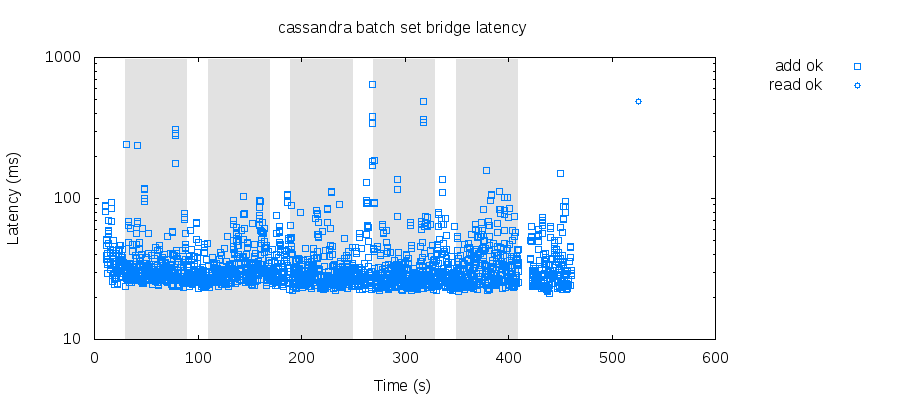 cassandra batch set bridge latency
1000
100
10
Latency (ms)
0 100 200 300 400 500 600
Time (s)
add ok
read ok